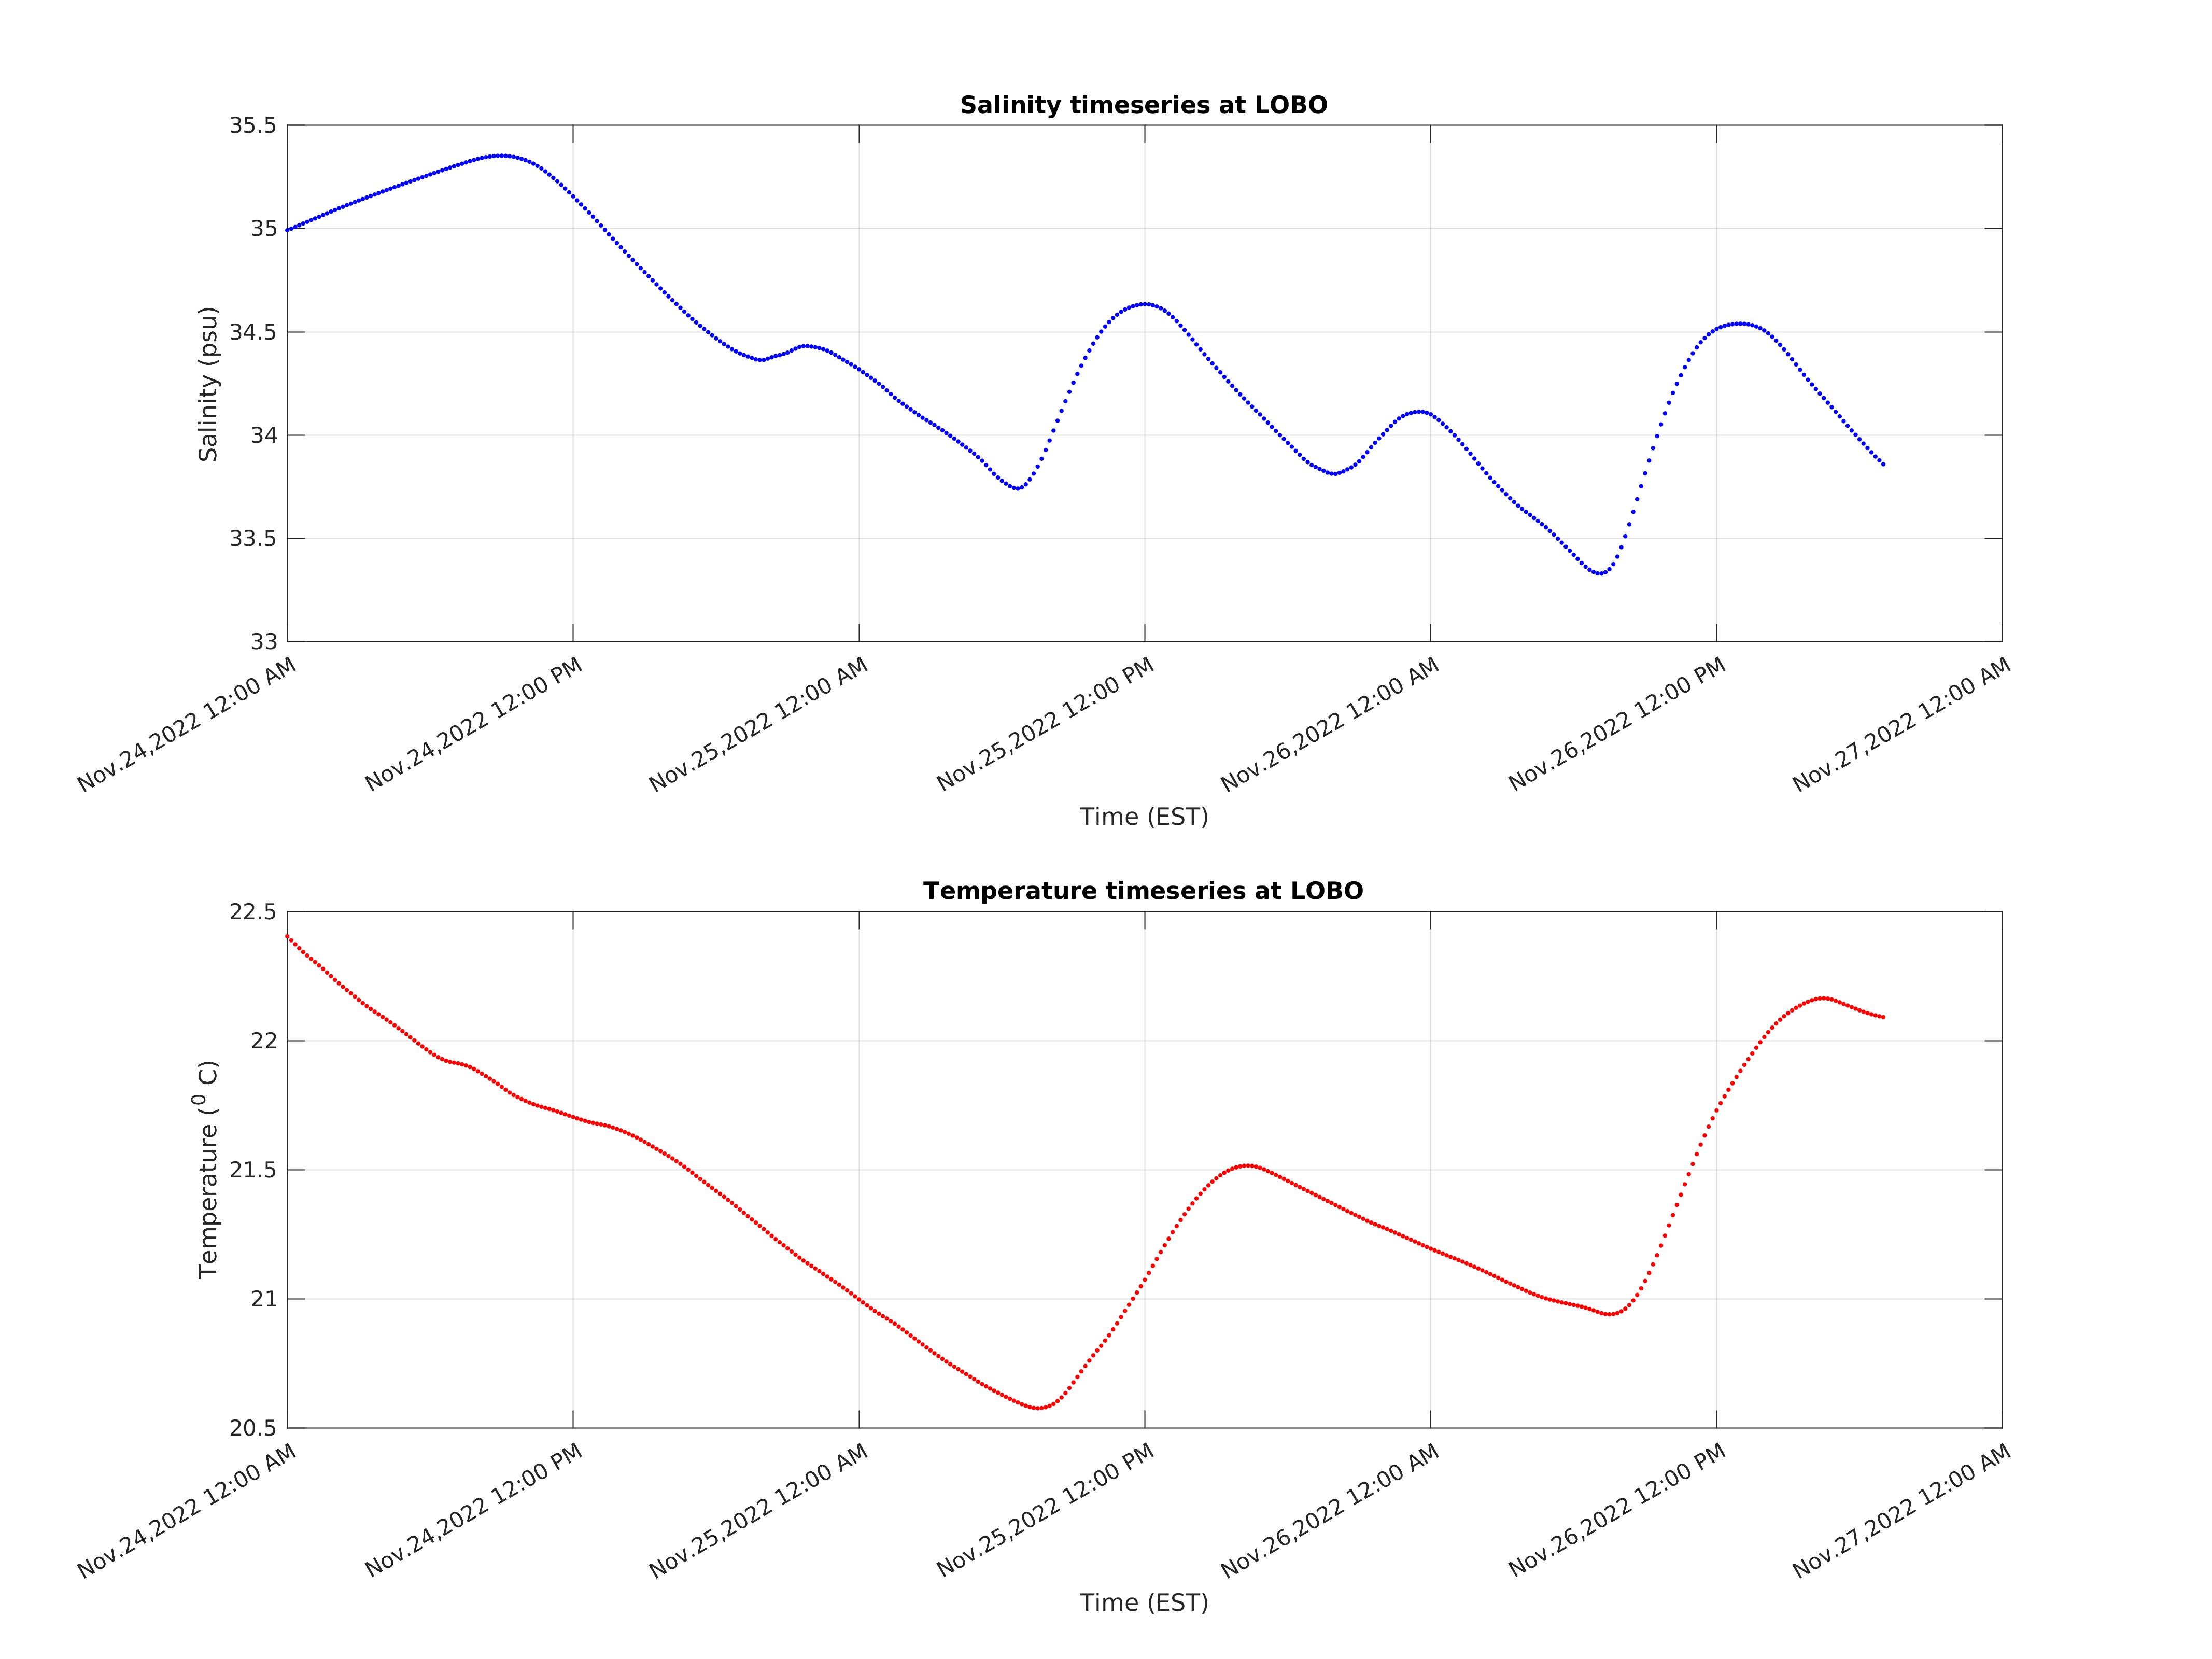 Salinity timeseries at LOBO
35.5
35
34.5
34
33.5
33
Salinity (psu)
Nov.24,2022 12:00 AM
Nov.24,2022 12:00 PM
Nov.25,2022 12:00 AM
Nov.25,2022 12:00 PM
Nov.26,2022 12:00 AM
Nov.26,2022 12:00 PM
Nov.27,2022 12:00 AM
Time (EST)
Temperature timeseries at LOBO
22.5
22
21.5
21
20.5
Temperature (⁰ C)
Nov.24,2022 12:00 AM
Nov.24,2022 12:00 PM
Nov.25,2022 12:00 AM
Nov.25,2022 12:00 PM
Nov.26,2022 12:00 AM
Nov.26,2022 12:00 PM
Nov.27,2022 12:00 AM
Time (EST)